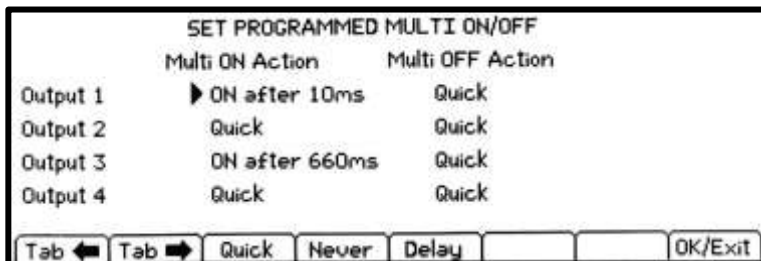 SET PROGRAMMED MULTI ON/OFF
Multi ON Action Multi OFF Action
Output 1 ON after 10ms Quick
Output 2 Quick Quick
Output 3 ON after 660ms Quick
Output 4 Quick Quick
Tab Tab Quick Never Delay OK/Exit